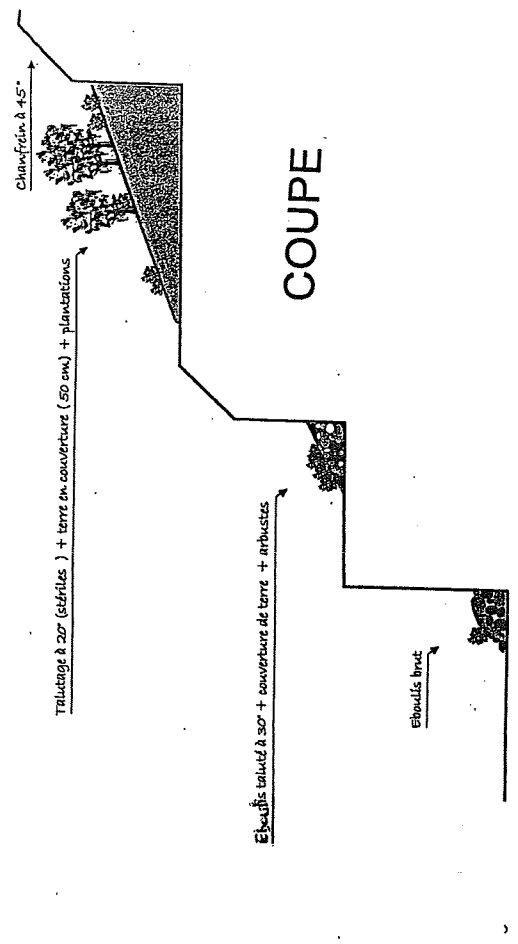 Chanfrein à 45°
Talutage à 20° (stériles ) + terre en couverture ( 50 cm) + plantations
COUPE
Eboulis taluté à 30° + couverture de terre + arbustes
Eboulis brut